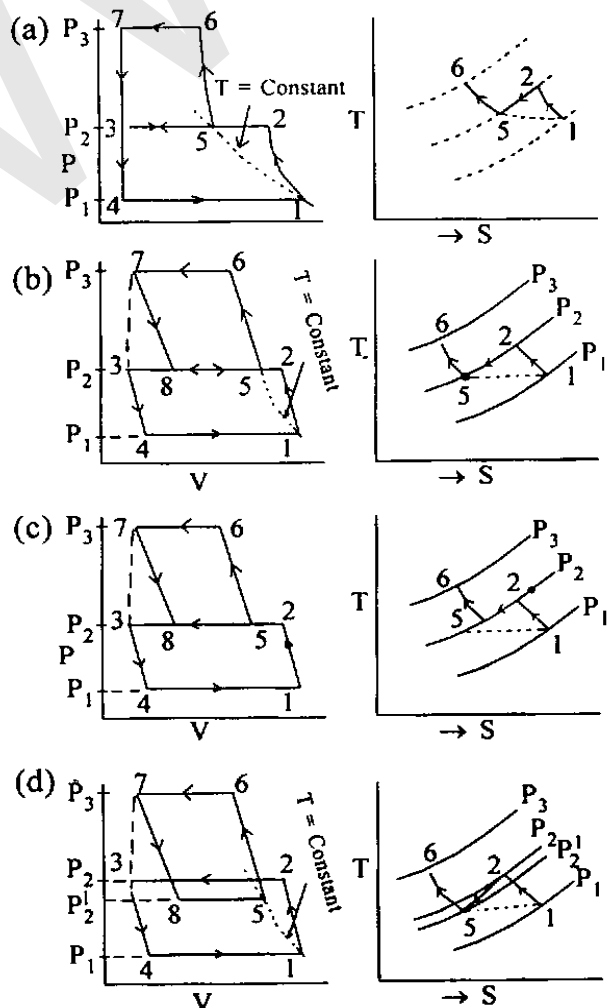 (a) P₃ 7 6
T = Constant
P₂ 3 5 2
P
P₁ 4 1
V
T 6 2 5 1
→ S
(b) P₃ 7 6
T = Constant
P₂ 3 8 5 2
P₁ 4 1
V
P₃
T 6 2 P₂
5 1 P₁
→ S
(c) P₃ 7 6
P₂ 3 8 5 2
P
P₁ 4 1
V
P₃
T 6 2 P₂
5 1 P₁
→ S
(d) P₃ 7 6
T = Constant
P₂ 3 2
P₂¹ 8 5
P₁ 4 1
V
P₃
T 6 2 P₂ P₂¹
5 1 P₁
→ S